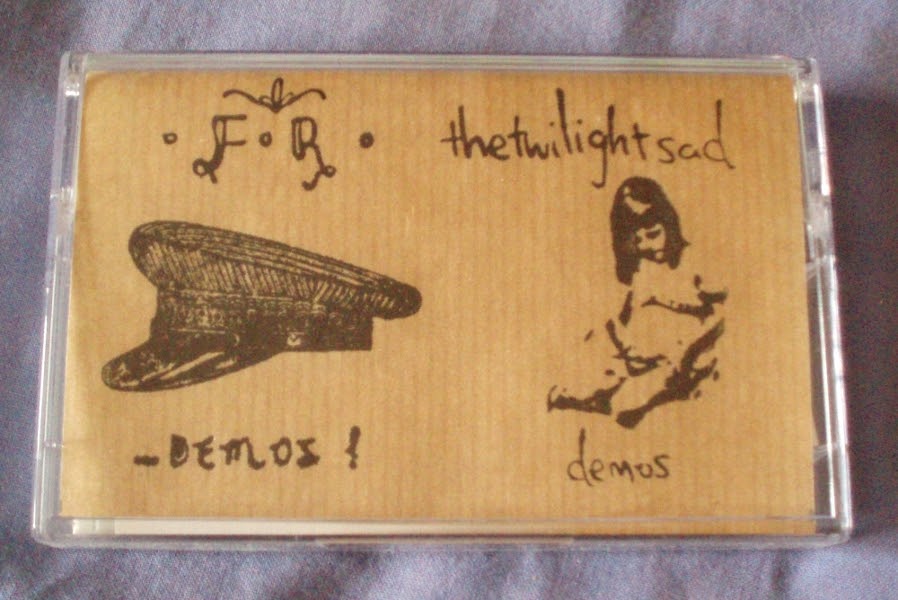 F R
thetwilightsad
DEMOS !
demos